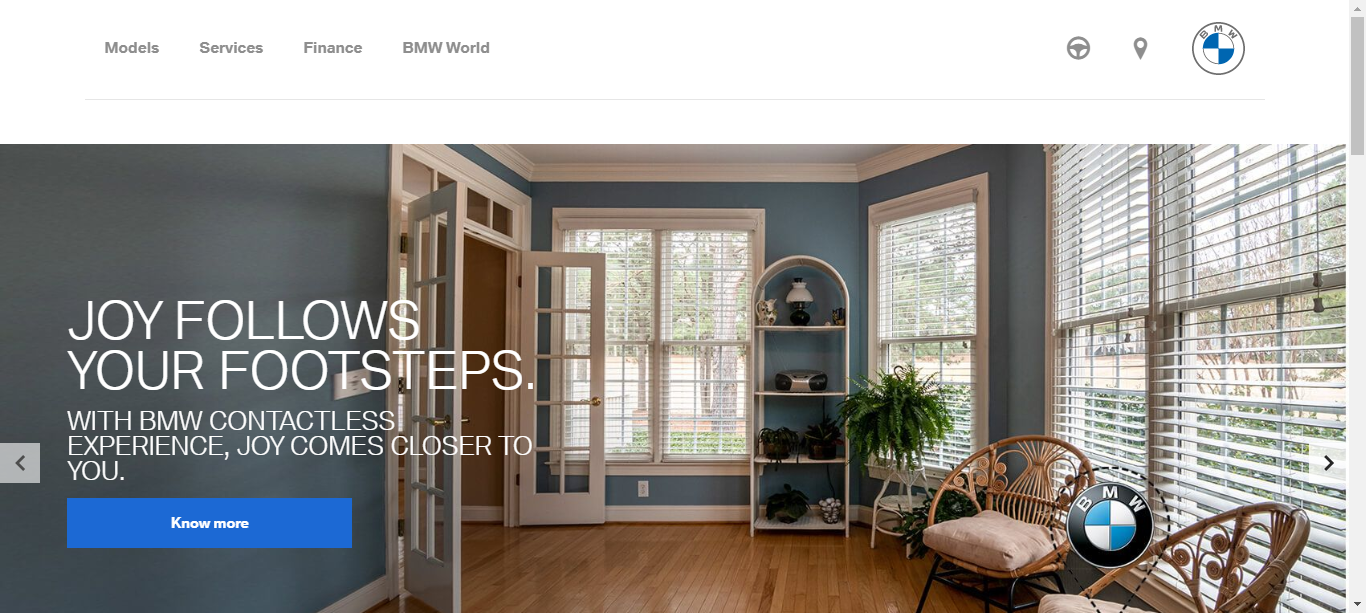 Models Services Finance BMW World
BMW
JOY FOLLOWS
YOUR FOOTSTEPS.
WITH BMW CONTACTLESS
EXPERIENCE, JOY COMES CLOSER TO
YOU.
Know more
BMW